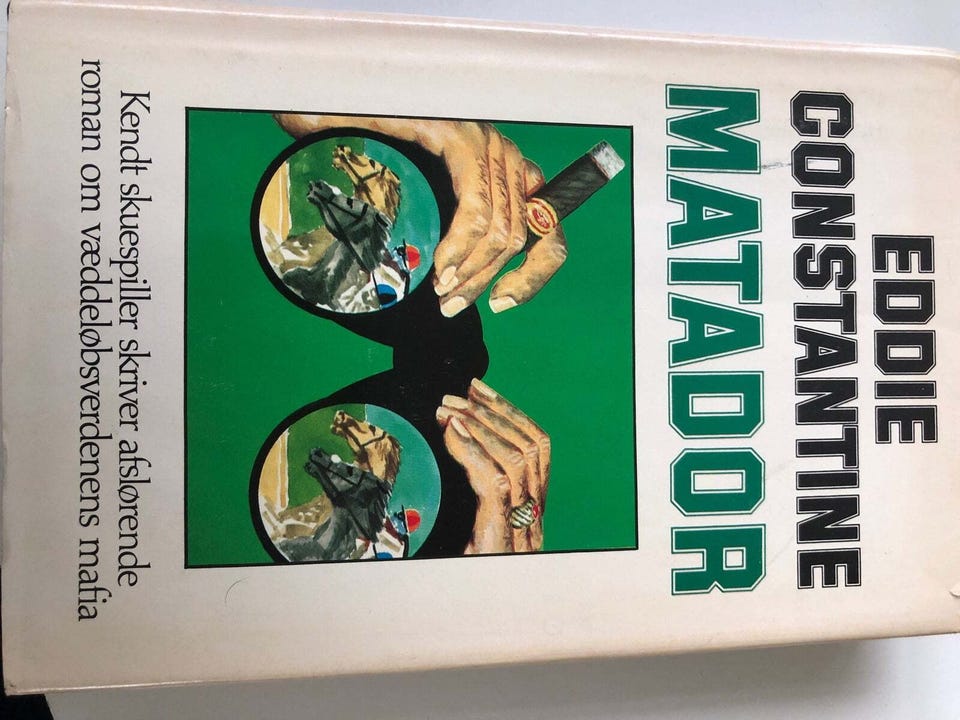 EDDIE
CONSTANTINE
MATADOR
Kendt skuespiller skriver afslørende
roman om væddeløbsverdenens mafia